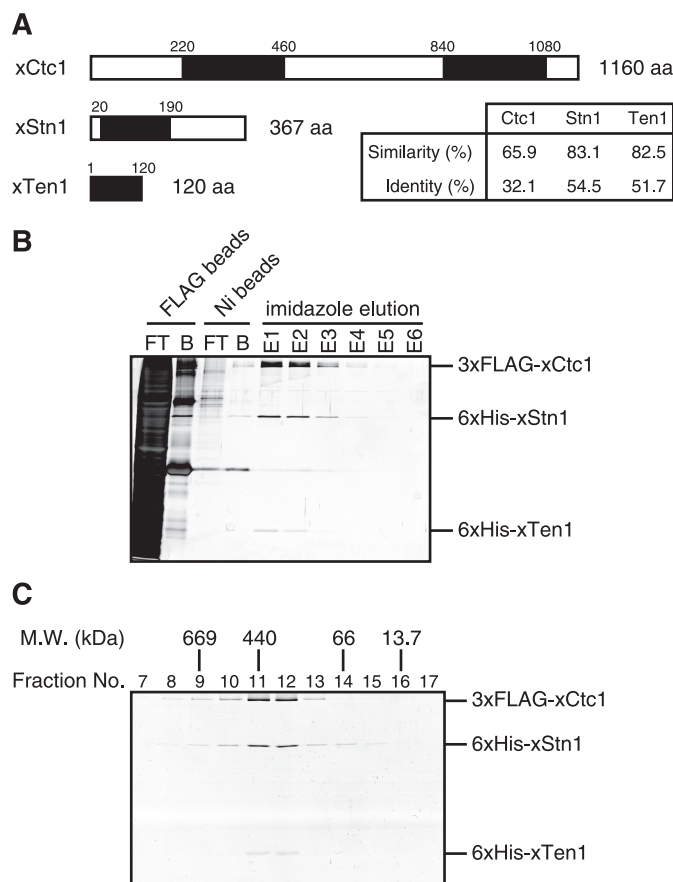 A
220 460 840 1080
xCtc1 1160 aa
20 190
xStn1 367 aa
1 120
xTen1 120 aa
Ctc1 Stn1 Ten1
Similarity (%) 65.9 83.1 82.5
Identity (%) 32.1 54.5 51.7
B
FLAG beads Ni beads imidazole elution
FT B FT B E1 E2 E3 E4 E5 E6
3xFLAG-xCtc1
6xHis-xStn1
6xHis-xTen1
C
M.W. (kDa) 669 440 66 13.7
Fraction No. 7 8 9 10 11 12 13 14 15 16 17
3xFLAG-xCtc1
6xHis-xStn1
6xHis-xTen1